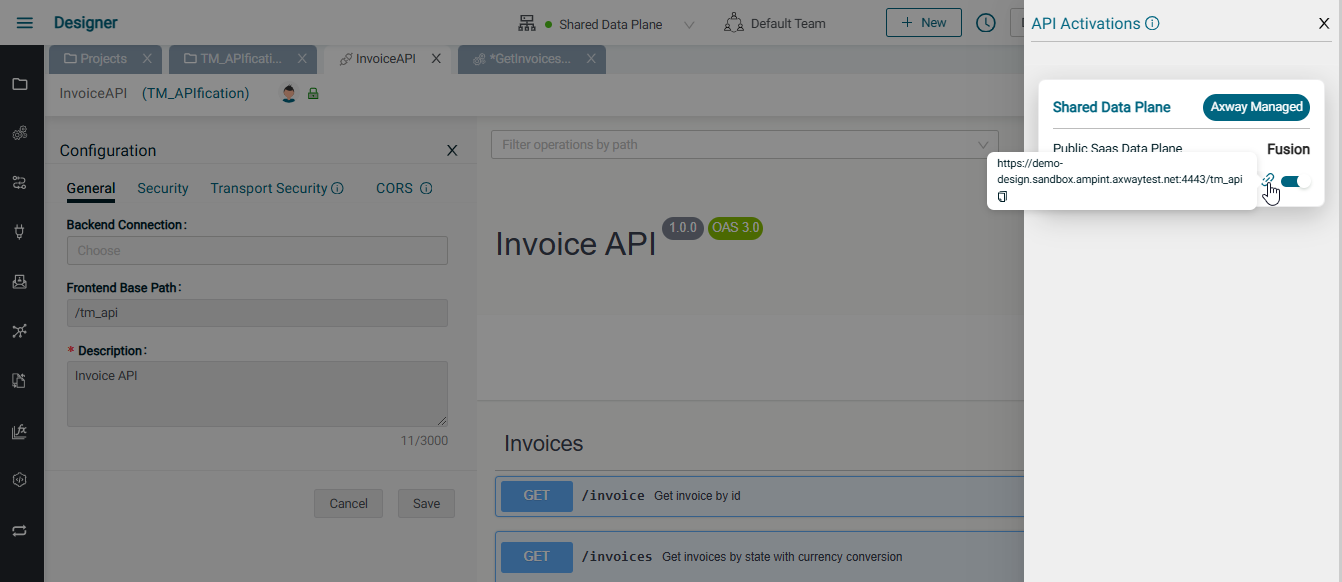 Designer
Shared Data Plane
Default Team
+ New
API Activations
Projects
TM_APIficati...
InvoiceAPI
*GetInvoices...
InvoiceAPI (TM_APIfication)
Shared Data Plane
Axway Managed
Public Saas Data Plane
Fusion
https://demo-
design.sandbox.ampint.axwaytest.net:4443/tm_api
Configuration
General
Security
Transport Security
CORS
Backend Connection:
Choose
Frontend Base Path:
/tm_api
* Description:
Invoice API
11/3000
Cancel
Save
Filter operations by path
Invoice API
1.0.0
OAS 3.0
Invoices
GET /invoice Get invoice by id
GET /invoices Get invoices by state with currency conversion